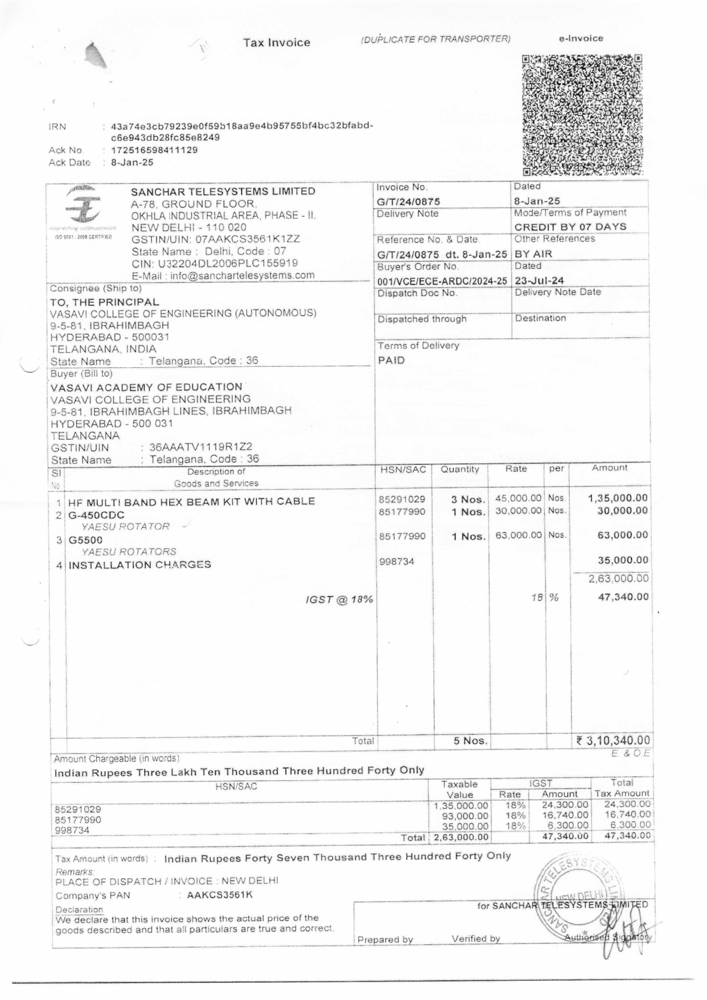 Tax Invoice
(DUPLICATE FOR TRANSPORTER)
e-Invoice
IRN : 43a74e3cb79239e0f59b18aa9e4b95755bf4bc32bfabd-
c6e943db28fc85e8249
Ack No : 172516598411129
Ack Date : 8-Jan-25
ISO 9001 : 2008 CERTIFIED
SANCHAR TELESYSTEMS LIMITED
A-78, GROUND FLOOR,
OKHLA INDUSTRIAL AREA, PHASE - II,
NEW DELHI - 110 020
GSTIN/UIN: 07AAKCS3561K1ZZ
State Name : Delhi, Code : 07
CIN: U32204DL2006PLC155919
E-Mail : info@sanchartelesystems.com
Invoice No. Dated
G/T/24/0875 8-Jan-25
Delivery Note Mode/Terms of Payment
CREDIT BY 07 DAYS
Reference No. & Date. Other References
G/T/24/0875 dt. 8-Jan-25 BY AIR
Buyer's Order No. Dated
001/VCE/ECE-ARDC/2024-25 23-Jul-24
Dispatch Doc No. Delivery Note Date
Dispatched through Destination
Terms of Delivery
PAID
Consignee (Ship to)
TO, THE PRINCIPAL
VASAVI COLLEGE OF ENGINEERING (AUTONOMOUS)
9-5-81, IBRAHIMBAGH
HYDERABAD - 500031
TELANGANA, INDIA
State Name : Telangana, Code : 36
Buyer (Bill to)
VASAVI ACADEMY OF EDUCATION
VASAVI COLLEGE OF ENGINEERING
9-5-81, IBRAHIMBAGH LINES, IBRAHIMBAGH
HYDERABAD - 500 031
TELANGANA
GSTIN/UIN : 36AAATV1119R1Z2
State Name : Telangana, Code : 36
Sl Description of HSN/SAC Quantity Rate per Amount
No. Goods and Services
1 HF MULTI BAND HEX BEAM KIT WITH CABLE 85291029 3 Nos. 45,000.00 Nos. 1,35,000.00
2 G-450CDC 85177990 1 Nos. 30,000.00 Nos. 30,000.00
YAESU ROTATOR
3 G5500 85177990 1 Nos. 63,000.00 Nos. 63,000.00
YAESU ROTATORS
4 INSTALLATION CHARGES 998734 35,000.00
2,63,000.00
IGST @ 18% 18 % 47,340.00
Total 5 Nos. ₹ 3,10,340.00
Amount Chargeable (in words) E. & O.E
Indian Rupees Three Lakh Ten Thousand Three Hundred Forty Only
HSN/SAC Taxable IGST Total
Value Rate Amount Tax Amount
85291029 1,35,000.00 18% 24,300.00 24,300.00
85177990 93,000.00 18% 16,740.00 16,740.00
998734 35,000.00 18% 6,300.00 6,300.00
Total 2,63,000.00 47,340.00 47,340.00
Tax Amount (in words) : Indian Rupees Forty Seven Thousand Three Hundred Forty Only
Remarks:
PLACE OF DISPATCH / INVOICE : NEW DELHI
Company's PAN : AAKCS3561K
Declaration
We declare that this invoice shows the actual price of the
goods described and that all particulars are true and correct.
for SANCHAR TELESYSTEMS LIMITED
Prepared by Verified by Authorised Signatory
SANCHAR TELESYSTEMS LIMITED
NEW DELHI